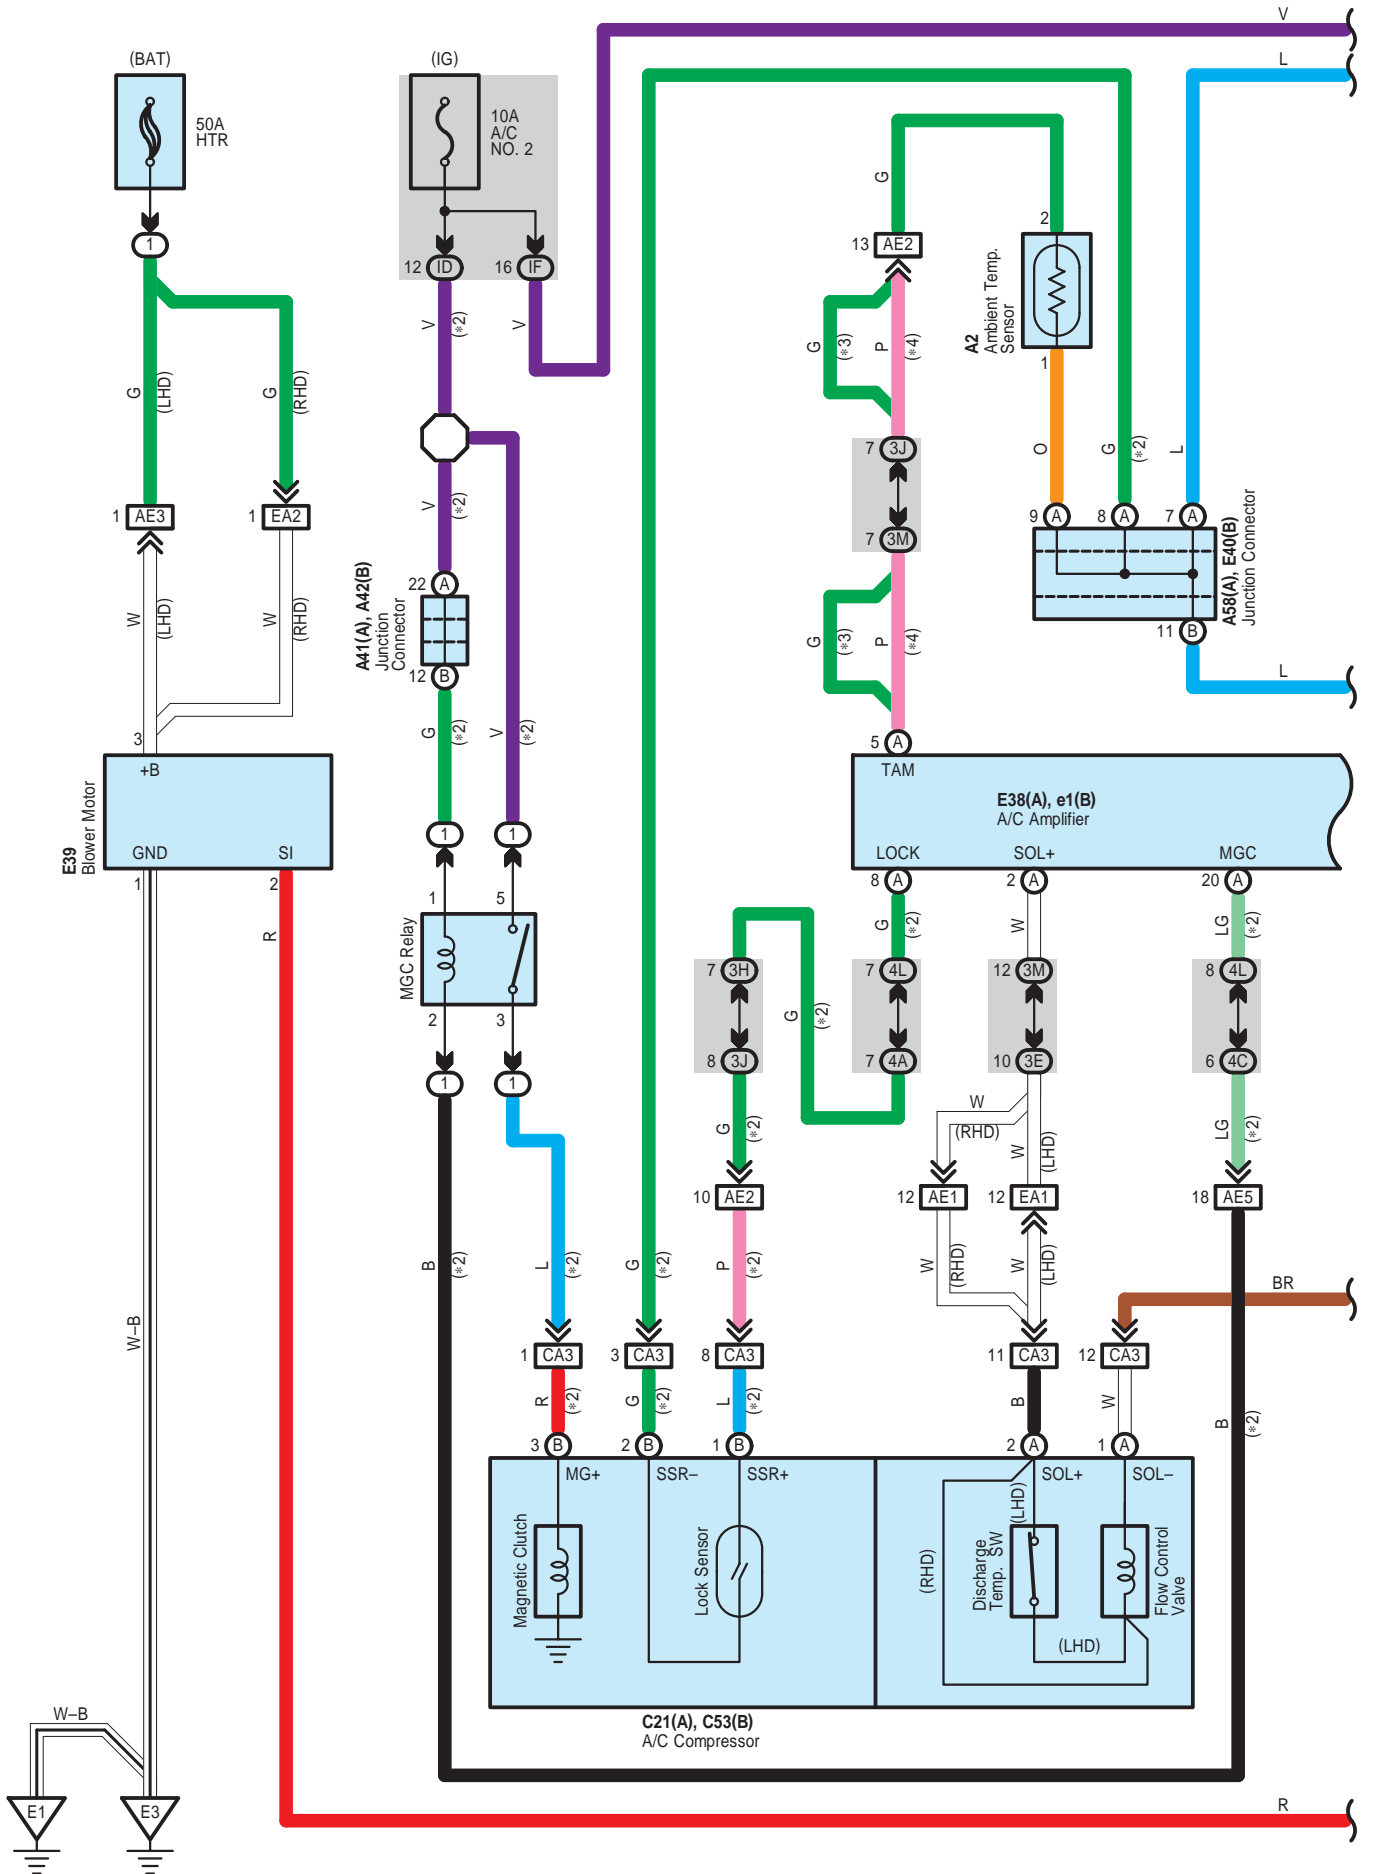 V
L
(BAT)
50A
HTR
(IG)
10A
A/C
NO. 2
1
12 ID
16 IF
V
(*2)
V
G
13 AE2
2
A2
Ambient Temp.
Sensor
1
G
(*3)
P
(*4)
G
(LHD)
G
(RHD)
7 3J
7 3M
O
G
(*2)
L
9 A
8 A
7 A
A58(A), E40(B)
Junction Connector
11 B
L
1 AE3
1 EA2
V
(*2)
22 A
A41(A), A42(B)
Junction
Connector
12 B
W
(LHD)
W
(RHD)
G
(*3)
P
(*4)
G
(*2)
V
(*2)
3
+B
E39
Blower Motor
GND
SI
1
2
5 A
TAM
E38(A), e1(B)
A/C Amplifier
LOCK
SOL+
MGC
8 A
2 A
20 A
1
1
1
5
MGC Relay
2
3
1
1
R
G
(*2)
W
LG
(*2)
7 3H
7 4L
12 3M
8 4L
G
(*2)
8 3J
7 4A
10 3E
6 4C
G
(*2)
W
(RHD)
W
(LHD)
LG
(*2)
10 AE2
12 AE1
12 EA1
18 AE5
B
(*2)
L
(*2)
G
(*2)
P
(*2)
W
(RHD)
W
(LHD)
BR
W–B
1 CA3
3 CA3
8 CA3
11 CA3
12 CA3
R
(*2)
G
(*2)
L
(*2)
B
W
B
(*2)
3 B
2 B
1 B
2 A
1 A
MG+
SSR–
SSR+
SOL+
SOL–
Magnetic Clutch
Lock Sensor
(RHD)
(LHD)
Discharge
Temp. SW
(LHD)
Flow Control
Valve
C21(A), C53(B)
A/C Compressor
W–B
E1
E3
R